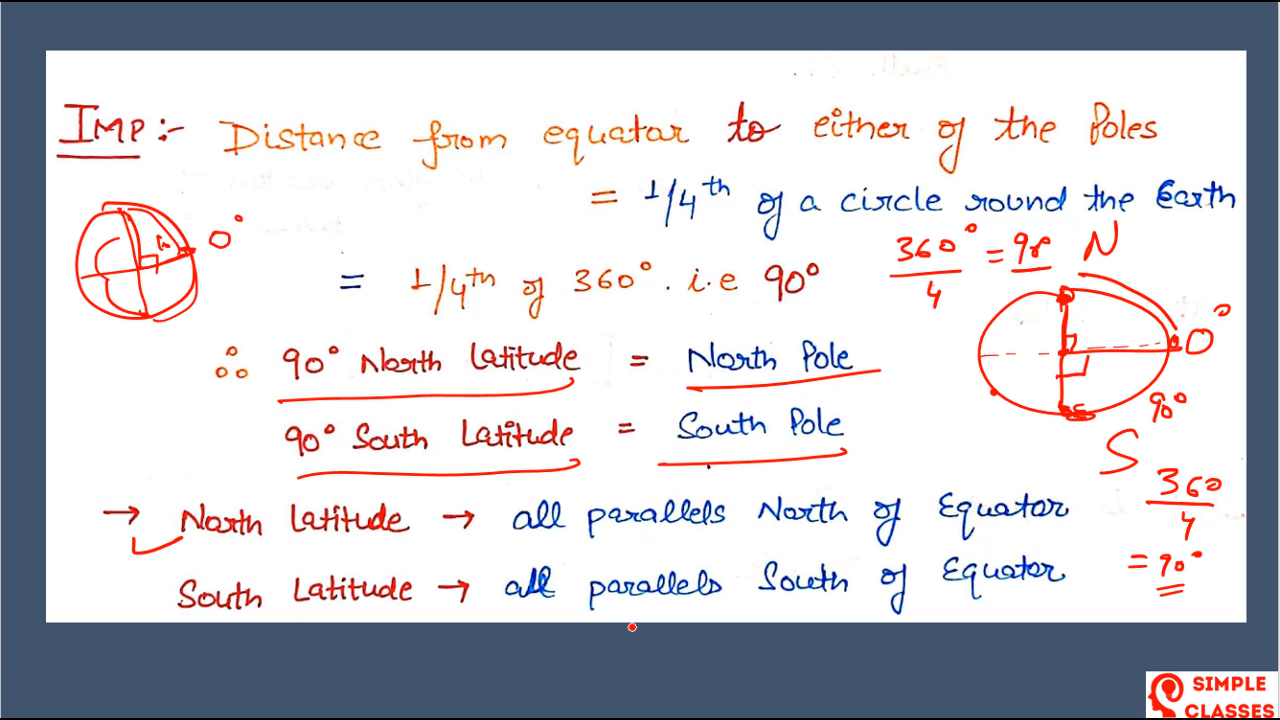 IMP:- Distance from equatar to either of the Poles
= 1/4th of a circle round the Earth
0°
360°/4 = 90° N
= 1/4th of 360°. i.e 90°
0°
∴ 90° North Latitude = North Pole
90°
90° South Latitude = South Pole
S
360/4
→ North Latitude → all parallels North of Equator
= 90°
South Latitude → all parallels South of Equator
SIMPLE
CLASSES